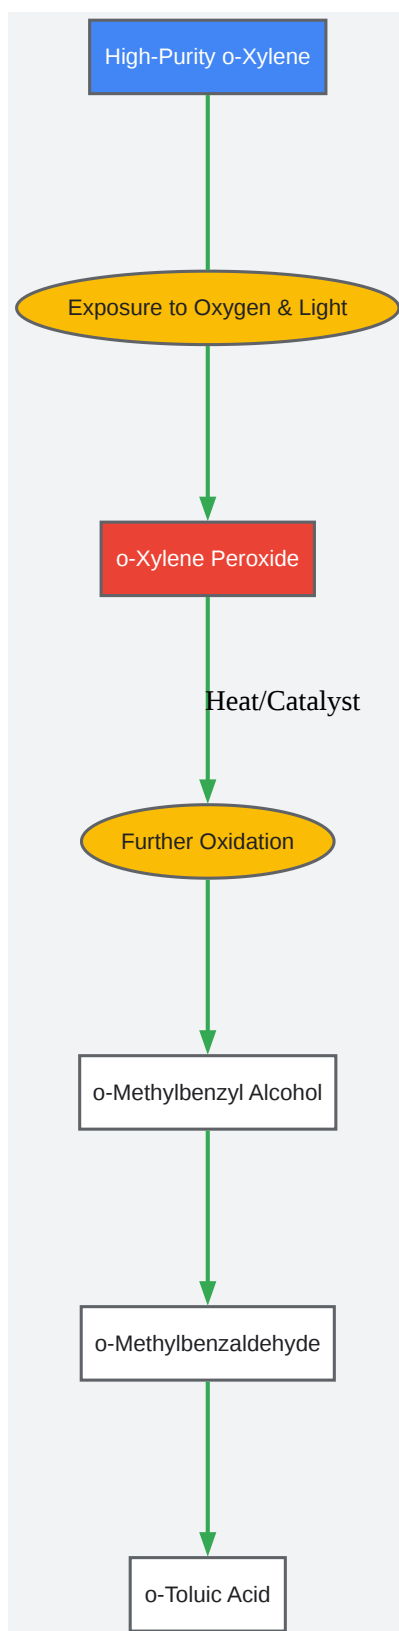 High-Purity o-Xylene
Exposure to Oxygen & Light
o-Xylene Peroxide
Heat/Catalyst
Further Oxidation
o-Methylbenzyl Alcohol
o-Methylbenzaldehyde
o-Toluic Acid